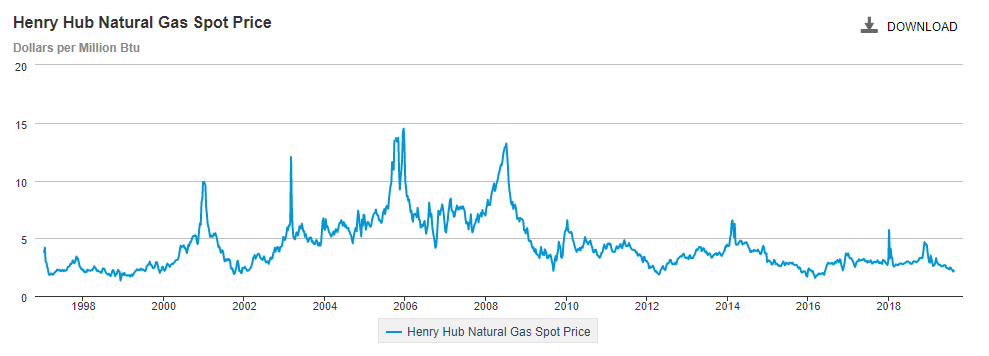 Henry Hub Natural Gas Spot Price
DOWNLOAD
Dollars per Million Btu
20
15
10
5
0
1998 2000 2002 2004 2006 2008 2010 2012 2014 2016 2018
Henry Hub Natural Gas Spot Price